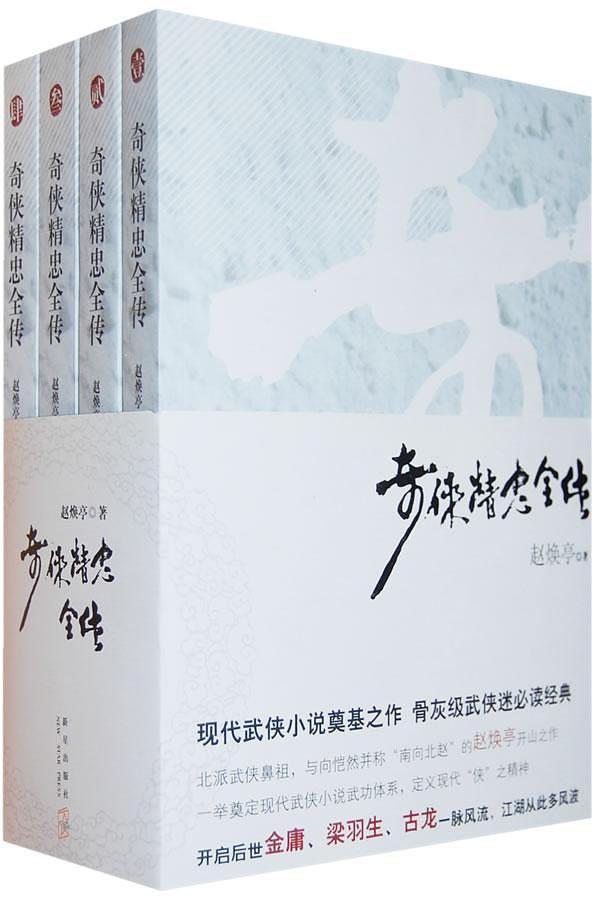 肆
奇侠精忠全传
赵焕亭
叁
奇侠精忠全传
赵焕亭
贰
奇侠精忠全传
赵焕亭
壹
奇侠精忠全传
赵焕亭
赵焕亭 著
奇侠精忠
全传
新星出版社
NEW STAR PRESS
奇侠精忠全传
赵焕亭 著
现代武侠小说奠基之作 骨灰级武侠迷必读经典
北派武侠鼻祖，与向恺然并称“南向北赵”的赵焕亭开山之作
一举奠定现代武侠小说武功体系，定义现代“侠”之精神
开启后世金庸、梁羽生、古龙一脉风流，江湖从此多风波